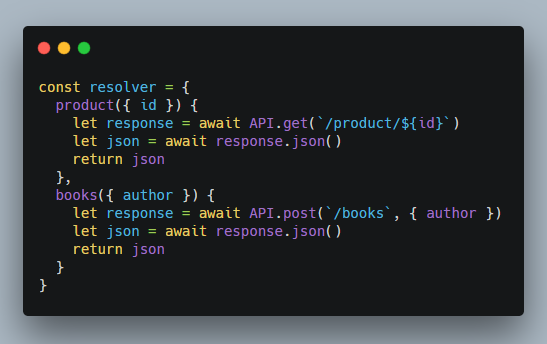 const resolver = {
  product({ id }) {
    let response = await API.get(`/product/${id}`)
    let json = await response.json()
    return json
  },
  books({ author }) {
    let response = await API.post(`/books`, { author })
    let json = await response.json()
    return json
  }
}